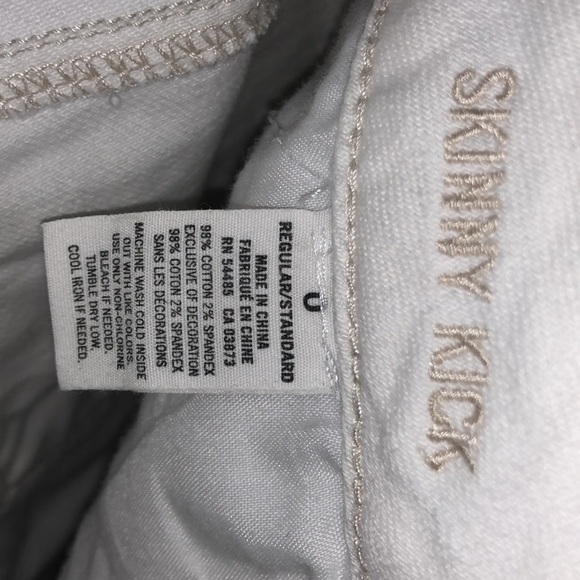 SKINNY KICK
0
REGULAR/STANDARD
MADE IN CHINA
FABRIQUÉ EN CHINE
RN 54485 CA 03873
98% COTTON 2% SPANDEX
EXCLUSIVE OF DECORATION
98% COTON 2% SPANDEX
SANS LES DECORATIONS
MACHINE WASH COLD INSIDE
OUT WITH LIKE COLORS.
USE ONLY NON-CHLORINE
BLEACH IF NEEDED.
TUMBLE DRY LOW.
COOL IRON IF NEEDED.